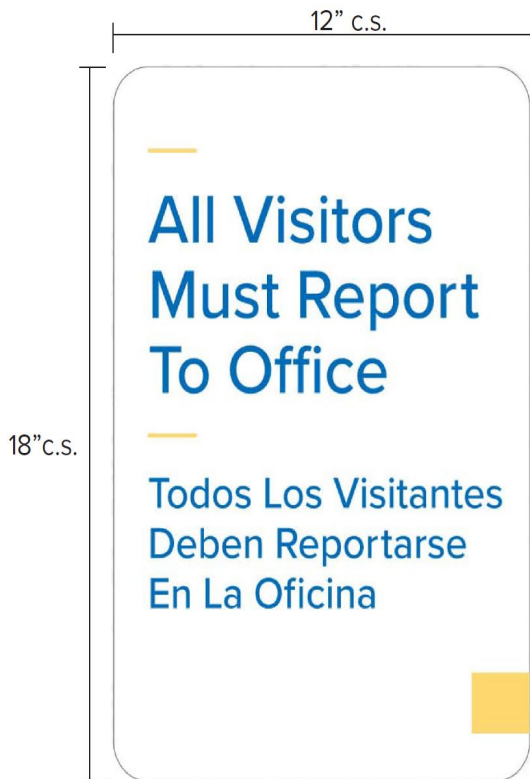 12” c.s.
All Visitors
Must Report
To Office
18”c.s.
Todos Los Visitantes
Deben Reportarse
En La Oficina